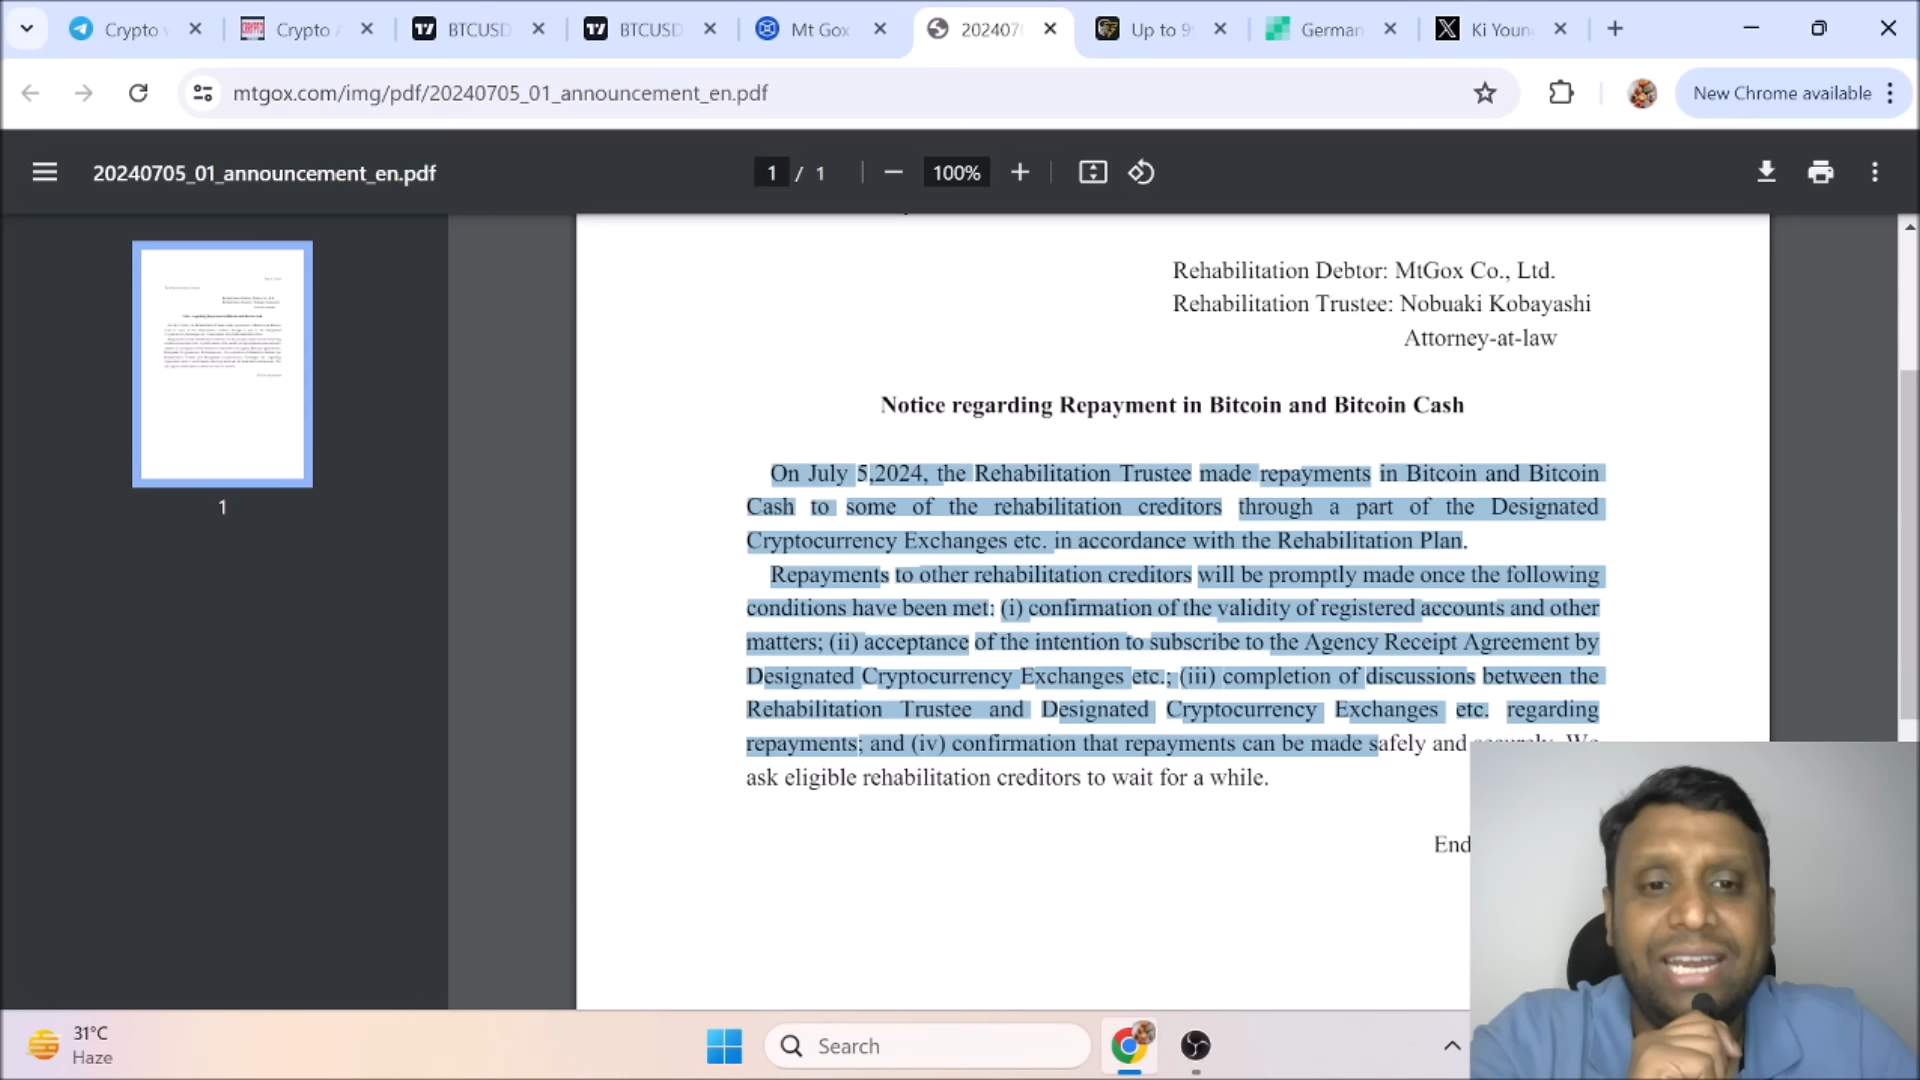 Crypto
Crypto
BTCUSD
BTCUSD
Mt Gox
202407
Up to 9
German
Ki Youn
mtgox.com/img/pdf/20240705_01_announcement_en.pdf
New Chrome available
20240705_01_announcement_en.pdf
1 / 1
100%
Rehabilitation Debtor: MtGox Co., Ltd.
Rehabilitation Trustee: Nobuaki Kobayashi
Attorney-at-law
Notice regarding Repayment in Bitcoin and Bitcoin Cash
On July 5,2024, the Rehabilitation Trustee made repayments in Bitcoin and Bitcoin
Cash to some of the rehabilitation creditors through a part of the Designated
Cryptocurrency Exchanges etc. in accordance with the Rehabilitation Plan.
Repayments to other rehabilitation creditors will be promptly made once the following
conditions have been met: (i) confirmation of the validity of registered accounts and other
matters; (ii) acceptance of the intention to subscribe to the Agency Receipt Agreement by
Designated Cryptocurrency Exchanges etc.; (iii) completion of discussions between the
Rehabilitation Trustee and Designated Cryptocurrency Exchanges etc. regarding
repayments; and (iv) confirmation that repayments can be made safely and securely. We
ask eligible rehabilitation creditors to wait for a while.
End
1
31°C
Haze
Search